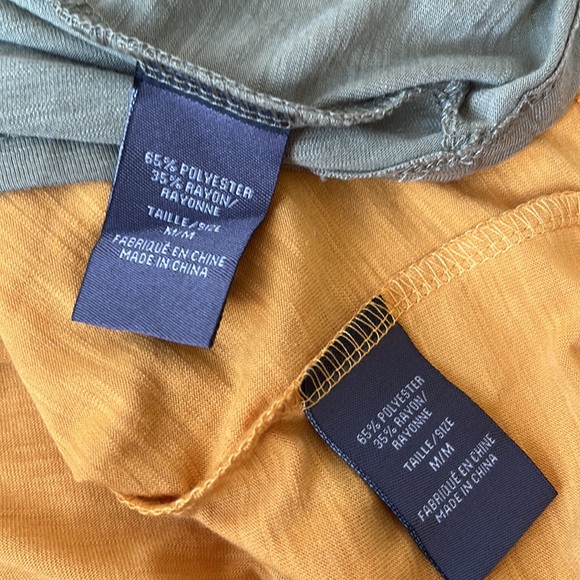 65% POLYESTER
35% RAYON/
RAYONNE
TAILLE/SIZE
M/M
FABRIQUÉ EN CHINE
MADE IN CHINA
65% POLYESTER
35% RAYON/
RAYONNE
TAILLE/SIZE
M/M
FABRIQUÉ EN CHINE
MADE IN CHINA